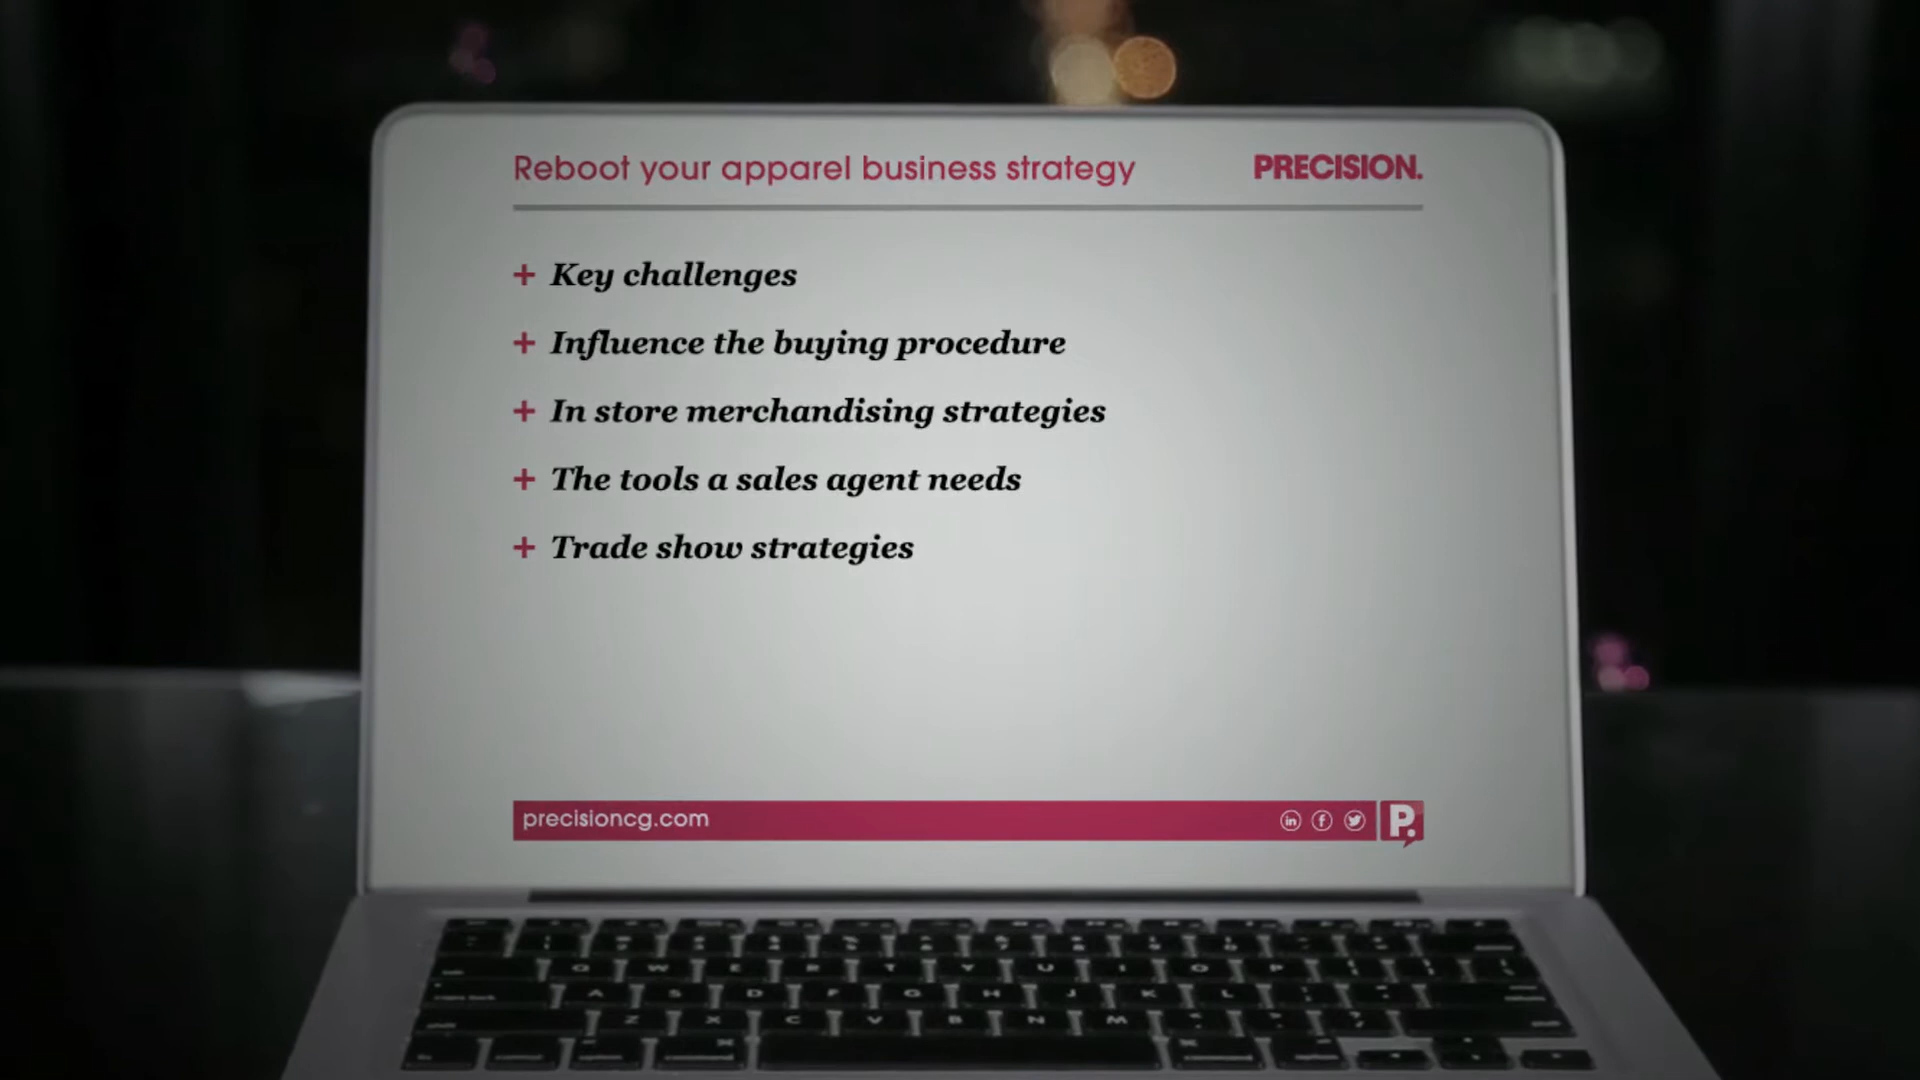 Reboot your apparel business strategy
PRECISION.
+ Key challenges
+ Influence the buying procedure
+ In store merchandising strategies
+ The tools a sales agent needs
+ Trade show strategies
precisioncg.com
in f
P.
Q W E R T Y U I O P
A S D F G H J K L
Z X C V B N M